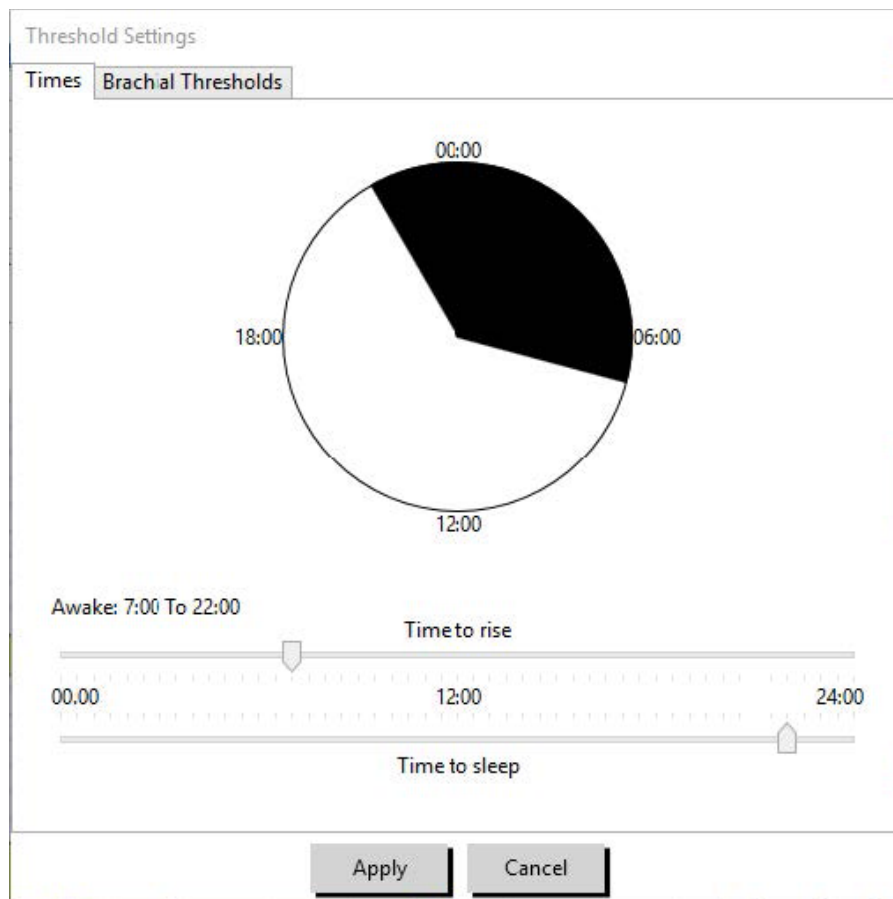 Threshold Settings
Times Brachial Thresholds
00:00
18:00 06:00
12:00
Awake: 7:00 To 22:00
Time to rise
00.00 12:00 24:00
Time to sleep
Apply Cancel